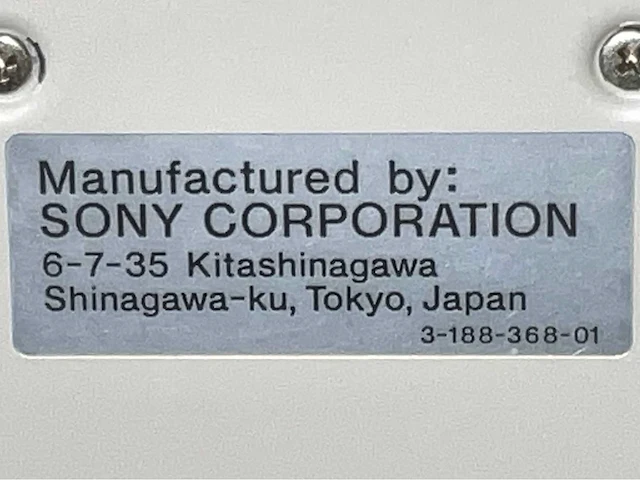 Manufactured by:
SONY CORPORATION
6-7-35 Kitashinagawa
Shinagawa-ku, Tokyo, Japan
3-188-368-01